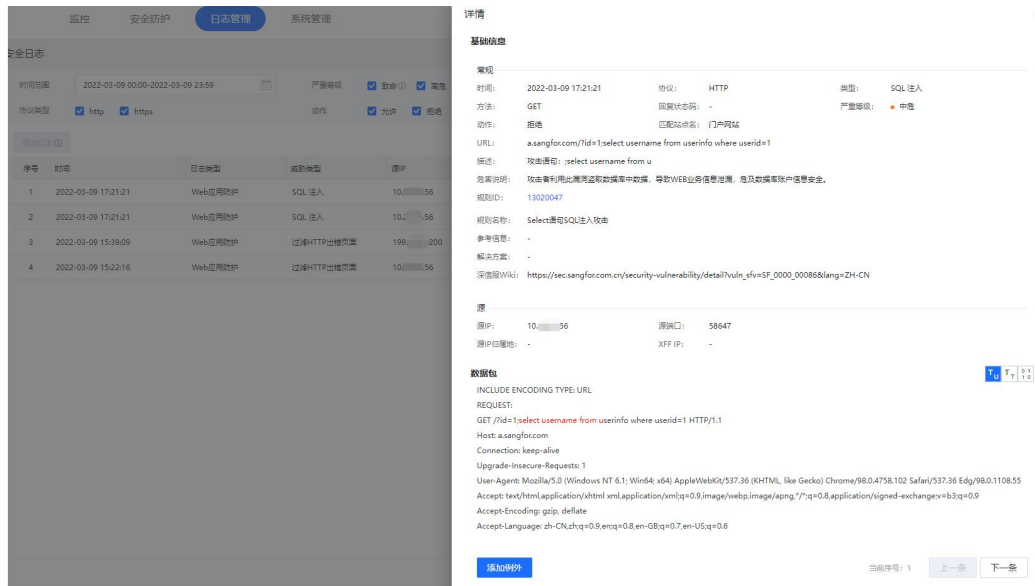 监控 安全防护 日志管理 系统管理
安全日志
时间范围 2022-03-09 00:00-2022-03-09 23:59 严重等级 致命 高危
协议类型 http https 动作 允许 拒绝
导出日志
序号 时间 日志类型 威胁类型 源IP
1 2022-03-09 17:21:21 Web应用防护 SQL 注入 10. 56
2 2022-03-09 17:21:21 Web应用防护 SQL 注入 10. .56
3 2022-03-09 15:39:09 Web应用防护 过滤HTTP出错页面 199. 200
4 2022-03-09 15:22:16 Web应用防护 过滤HTTP出错页面 10. .56
详情
基础信息
常规
时间: 2022-03-09 17:21:21 协议: HTTP 类型: SQL 注入
方法: GET 回复状态码: - 严重等级: 中危
动作: 拒绝 匹配站点名: 门户网站
URL: a.sangfor.com/?id=1;select username from userinfo where userid=1
描述: 攻击语句: ;select username from u
危害说明: 攻击者利用此漏洞盗取数据库中数据，导致WEB业务信息泄漏，危及数据库账户信息安全。
规则ID: 13020047
规则名称: Select语句SQL注入攻击
参考信息: -
解决方案: -
深信服Wiki: https://sec.sangfor.com.cn/security-vulnerability/detail?vuln_sfv=SF_0000_00086&lang=ZH-CN
源
源IP: 10. 56 源端口: 58647
源IP归属地: - XFF IP: -
数据包
INCLUDE ENCODING TYPE: URL
REQUEST:
GET /?id=1;select username from userinfo where userid=1 HTTP/1.1
Host: a.sangfor.com
Connection: keep-alive
Upgrade-Insecure-Requests: 1
User-Agent: Mozilla/5.0 (Windows NT 6.1; Win64; x64) AppleWebKit/537.36 (KHTML, like Gecko) Chrome/98.0.4758.102 Safari/537.36 Edg/98.0.1108.55
Accept: text/html,application/xhtml xml,application/xml;q=0.9,image/webp,image/apng,*/*;q=0.8,application/signed-exchange;v=b3;q=0.9
Accept-Encoding: gzip, deflate
Accept-Language: zh-CN,zh;q=0.9,en;q=0.8,en-GB;q=0.7,en-US;q=0.6
添加例外 当前序号: 1 上一条 下一条